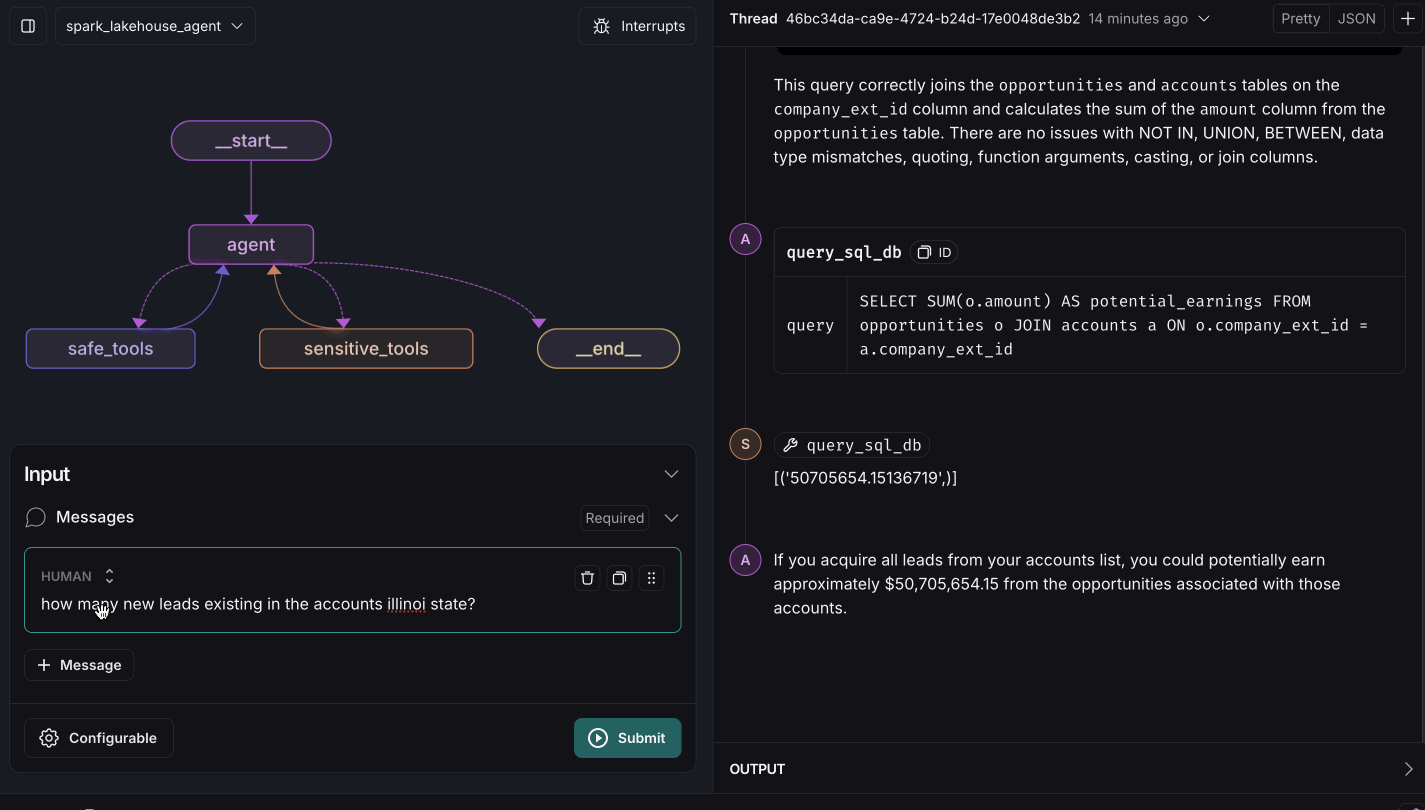 spark_lakehouse_agent
Interrupts
__start__
agent
safe_tools
sensitive_tools
__end__
Input
Messages
Required
HUMAN
how many new leads existing in the accounts illinoi state?
+ Message
Configurable
Submit
Thread 46bc34da-ca9e-4724-b24d-17e0048de3b2 14 minutes ago
Pretty
JSON
This query correctly joins the opportunities and accounts tables on the
company_ext_id column and calculates the sum of the amount column from the
opportunities table. There are no issues with NOT IN, UNION, BETWEEN, data
type mismatches, quoting, function arguments, casting, or join columns.
A
query_sql_db
ID
query
SELECT SUM(o.amount) AS potential_earnings FROM
opportunities o JOIN accounts a ON o.company_ext_id =
a.company_ext_id
S
query_sql_db
[('50705654.15136719',)]
A
If you acquire all leads from your accounts list, you could potentially earn
approximately $50,705,654.15 from the opportunities associated with those
accounts.
OUTPUT